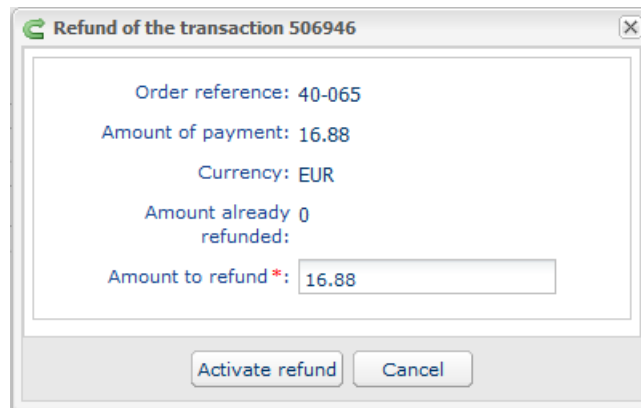 Refund of the transaction 506946
Order reference: 40-065
Amount of payment: 16.88
Currency: EUR
Amount already 0
refunded:
Amount to refund *: 16.88
Activate refund Cancel